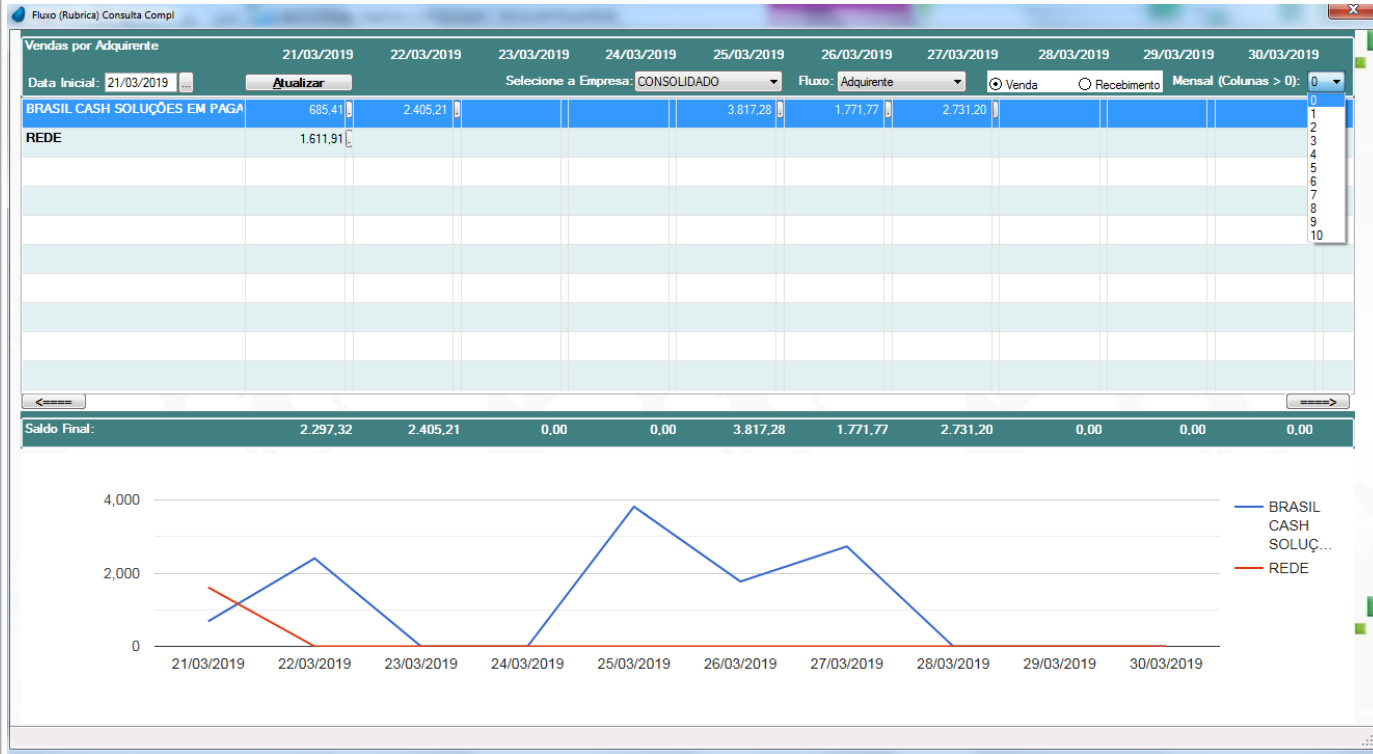 Fluxo (Rubrica) Consulta Compl
x
Vendas por Adquirente 21/03/2019 22/03/2019 23/03/2019 24/03/2019 25/03/2019 26/03/2019 27/03/2019 28/03/2019 29/03/2019 30/03/2019
Data Inicial: 21/03/2019 ... Atualizar Selecione a Empresa: CONSOLIDADO Fluxo: Adquirente Venda Recebimento Mensal (Colunas > 0): 0
BRASIL CASH SOLUÇÕES EM PAGA 685,41 . 2.405,21 . 3.817,28 . 1.771,77 . 2.731,20 .
REDE 1.611,91 .
0
1
2
3
4
5
6
7
8
9
10
<==== ====>
Saldo Final: 2.297,32 2.405,21 0,00 0,00 3.817,28 1.771,77 2.731,20 0,00 0,00 0,00
4,000
2,000
0
21/03/2019 22/03/2019 23/03/2019 24/03/2019 25/03/2019 26/03/2019 27/03/2019 28/03/2019 29/03/2019 30/03/2019
BRASIL
CASH
SOLUÇ...
REDE